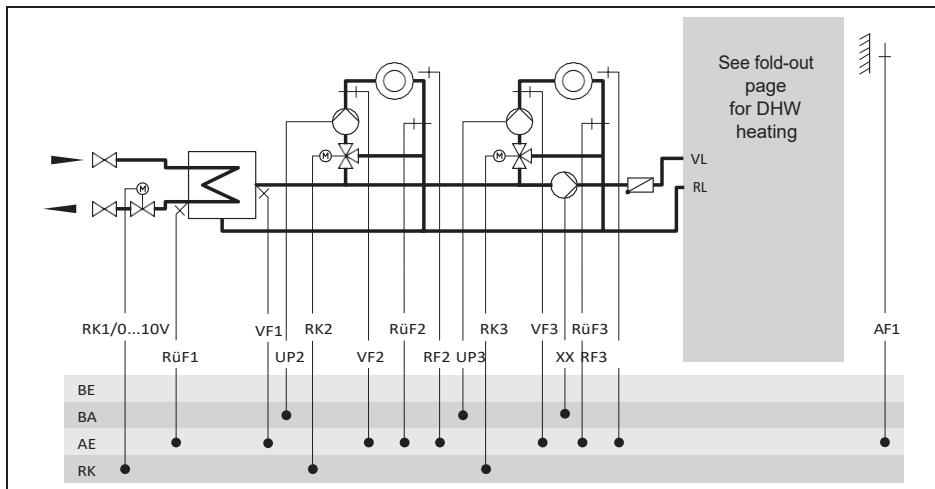 See fold-out
page
for DHW
heating
M
M
M
VL
RL
RK1/0...10V
VF1
RK2
RüF2
RK3
VF3
RüF3
AF1
RüF1
UP2
VF2
RF2
UP3
XX
RF3
BE
BA
AE
RK